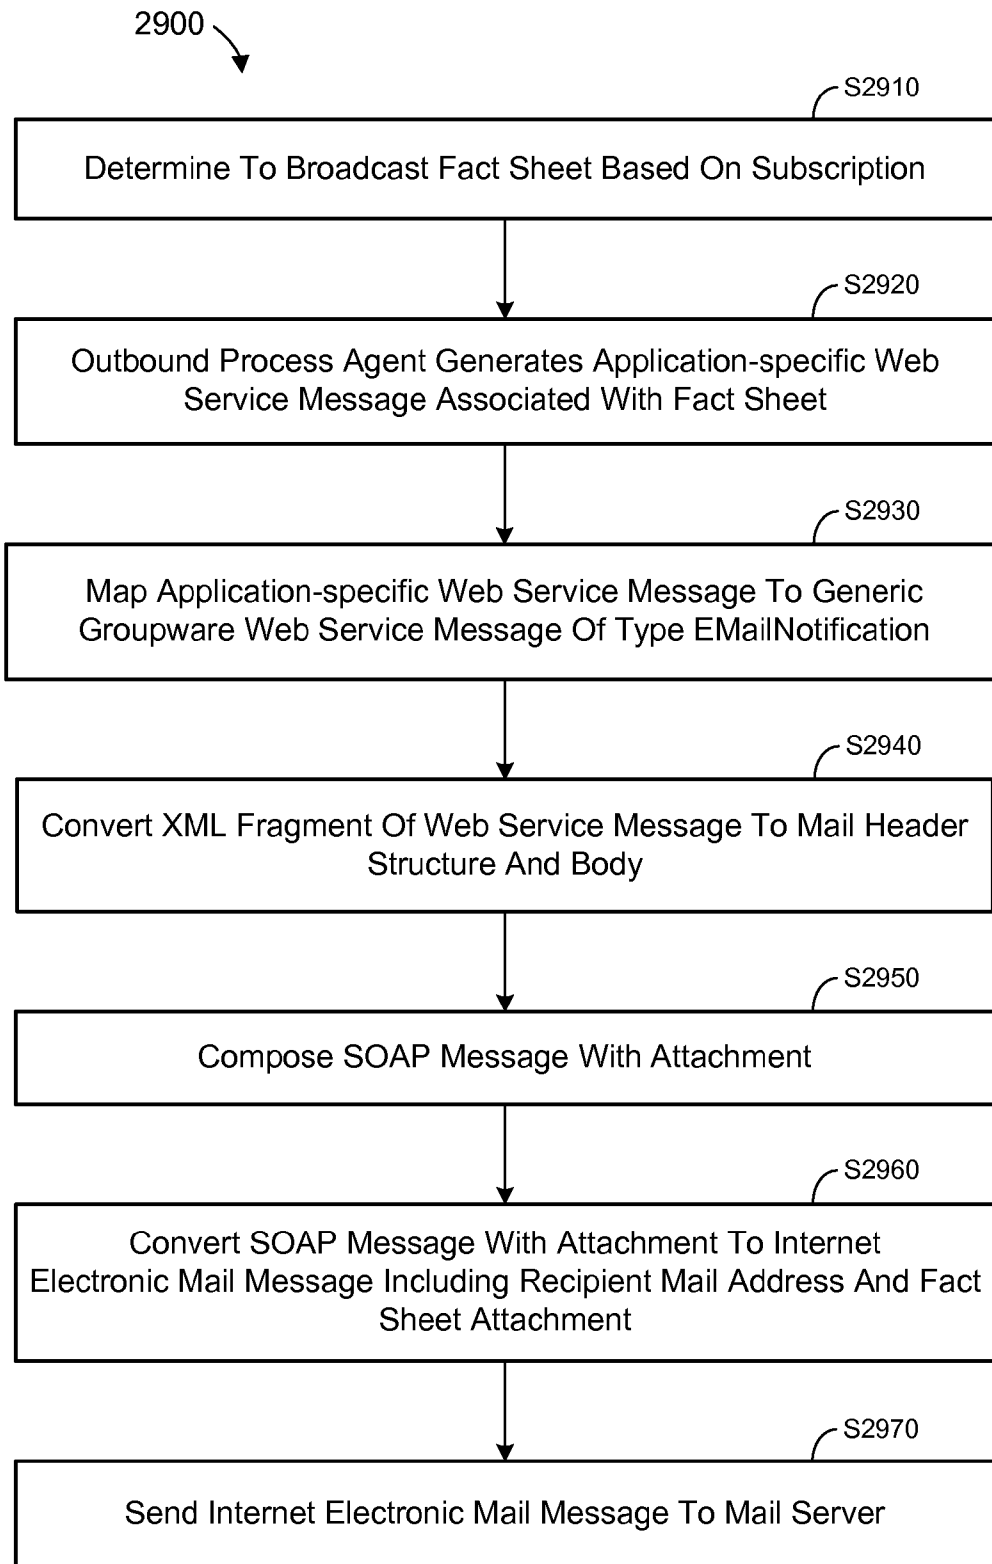 2900
S2910
Determine To Broadcast Fact Sheet Based On Subscription
S2920
Outbound Process Agent Generates Application-specific Web
Service Message Associated With Fact Sheet
S2930
Map Application-specific Web Service Message To Generic
Groupware Web Service Message Of Type EMailNotification
S2940
Convert XML Fragment Of Web Service Message To Mail Header
Structure And Body
S2950
Compose SOAP Message With Attachment
S2960
Convert SOAP Message With Attachment To Internet
Electronic Mail Message Including Recipient Mail Address And Fact
Sheet Attachment
S2970
Send Internet Electronic Mail Message To Mail Server